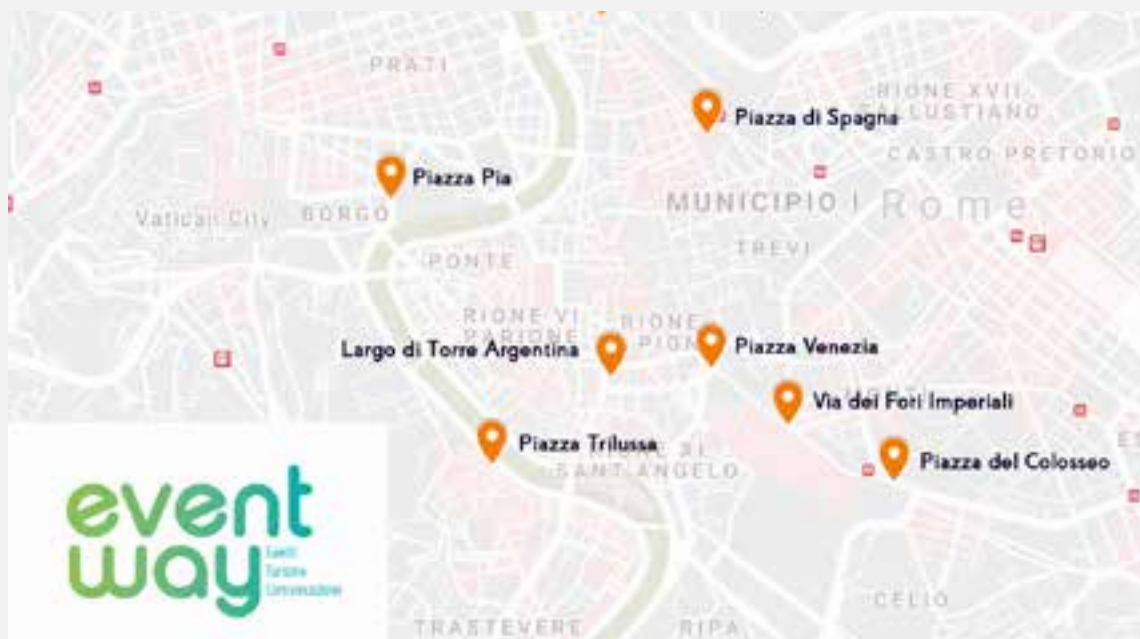 PRATI
RIONE XVII
SALLUSTIANO
Piazza di Spagna
CASTRO PRETORIO
Piazza Pia
Vatican City
BORGO
MUNICIPIO I
Rome
TREVI
PONTE
RIONE VI
PARIONE
RIONE
PIGN
Largo di Torre Argentina
Piazza Venezia
Via dei Fori Imperiali
Piazza Trilussa
SANT'ANGELO
Piazza del Colosseo
event
way
CELIO
TRASTEVERE
RIPA